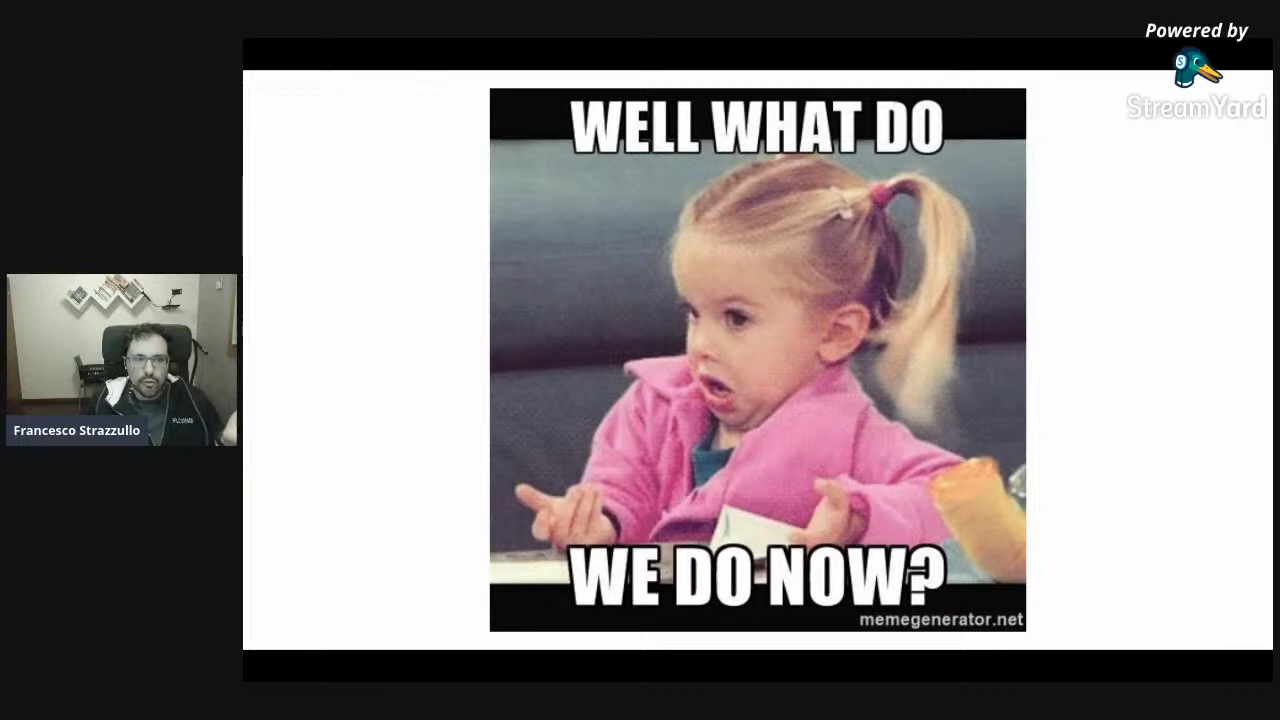 Powered by
StreamYard
WELL WHAT DO
WE DO NOW?
memegenerator.net
Francesco Strazzullo